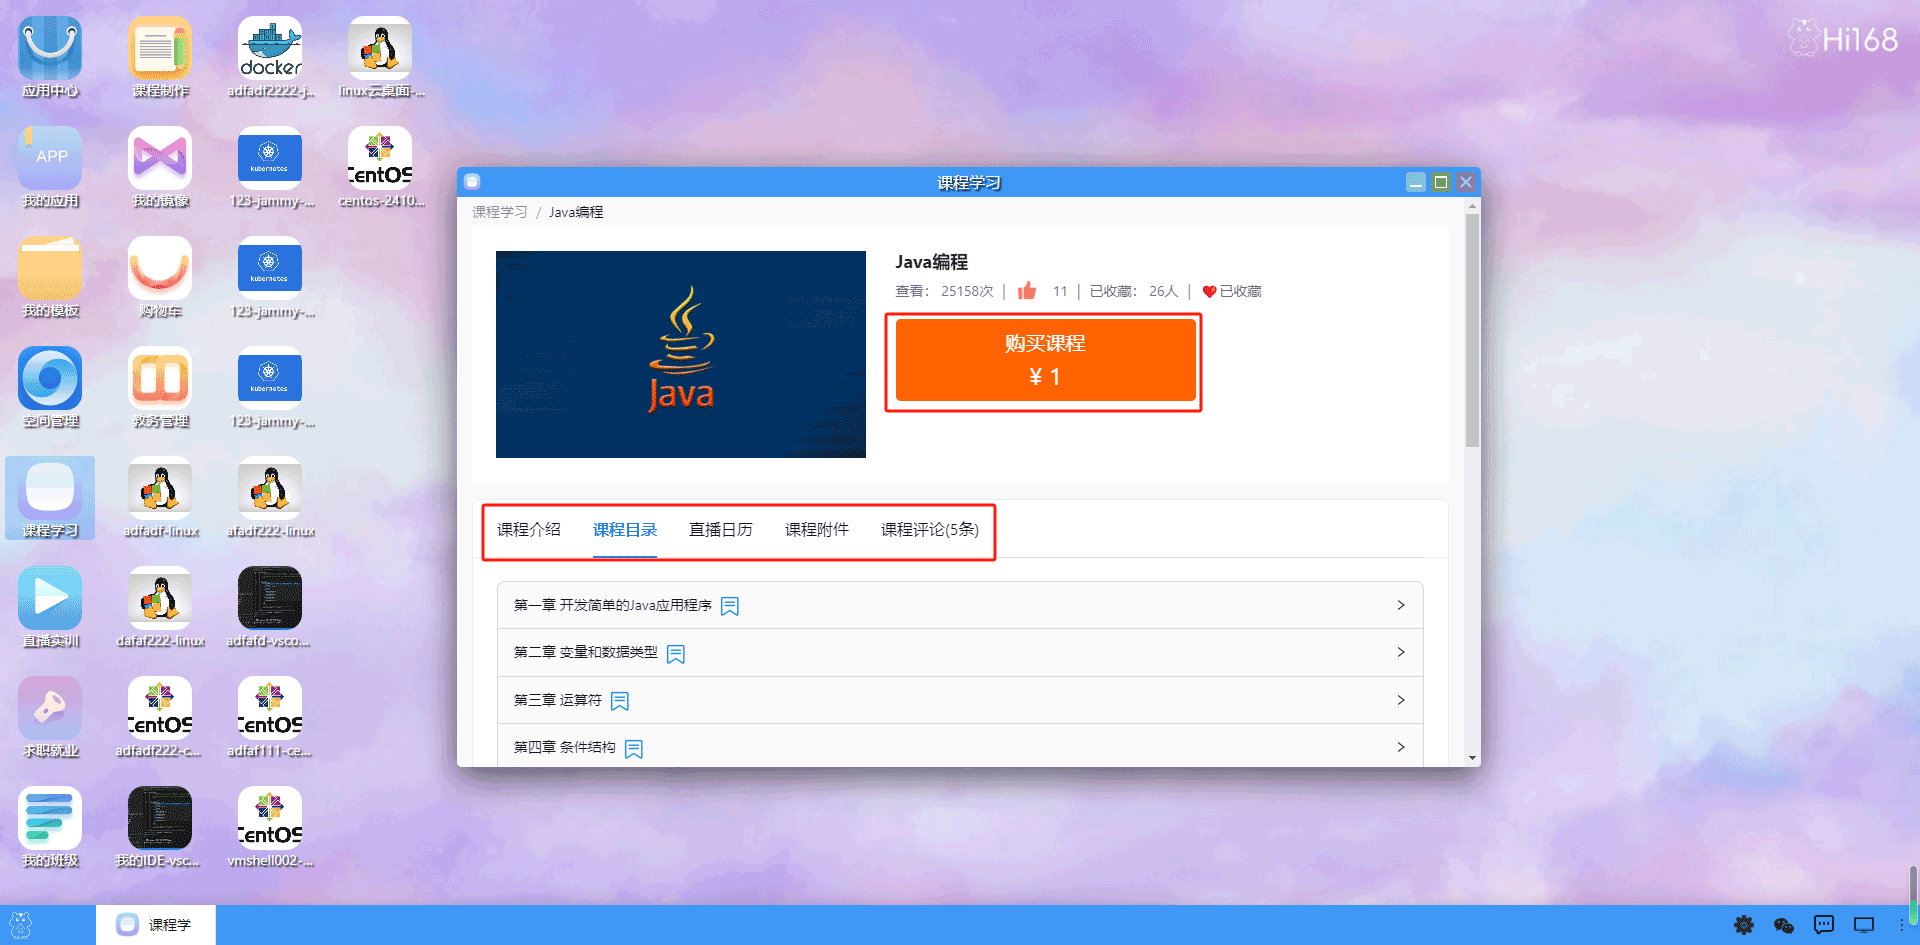 Hi168
应用中心
课程制作
docker
adfadf2222-j...
linux云桌面-...
APP
我的应用
我的镜像
kubernetes
123-jammy-...
CentOS
centos-2410...
我的模板
购物车
kubernetes
123-jammy-...
空间管理
教务管理
kubernetes
123-jammy-...
课程学习
adfadf-linux
afadf222-linux
直播实训
dafaf222-linux
adfafd-vsco...
求职就业
CentOS
adfadf222-c...
CentOS
adfaf111-ce...
我的班级
我的IDE-vsc...
CentOS
vmshell002-...
课程学习
课程学习 / Java编程
Java
Java编程
查看： 25158次 | 11 | 已收藏： 26人 | 已收藏
购买课程
¥ 1
课程介绍 课程目录 直播日历 课程附件 课程评论(5条)
第一章 开发简单的Java应用程序
第二章 变量和数据类型
第三章 运算符
第四章 条件结构
课程学